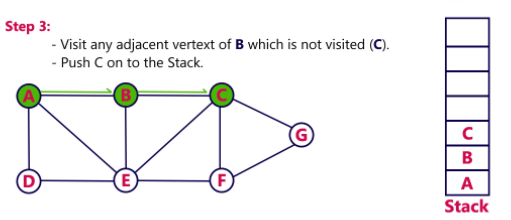 Step 3:
- Visit any adjacent vertext of B which is not visited (C).
- Push C on to the Stack.
A B C
G
D E F
C
B
A
Stack